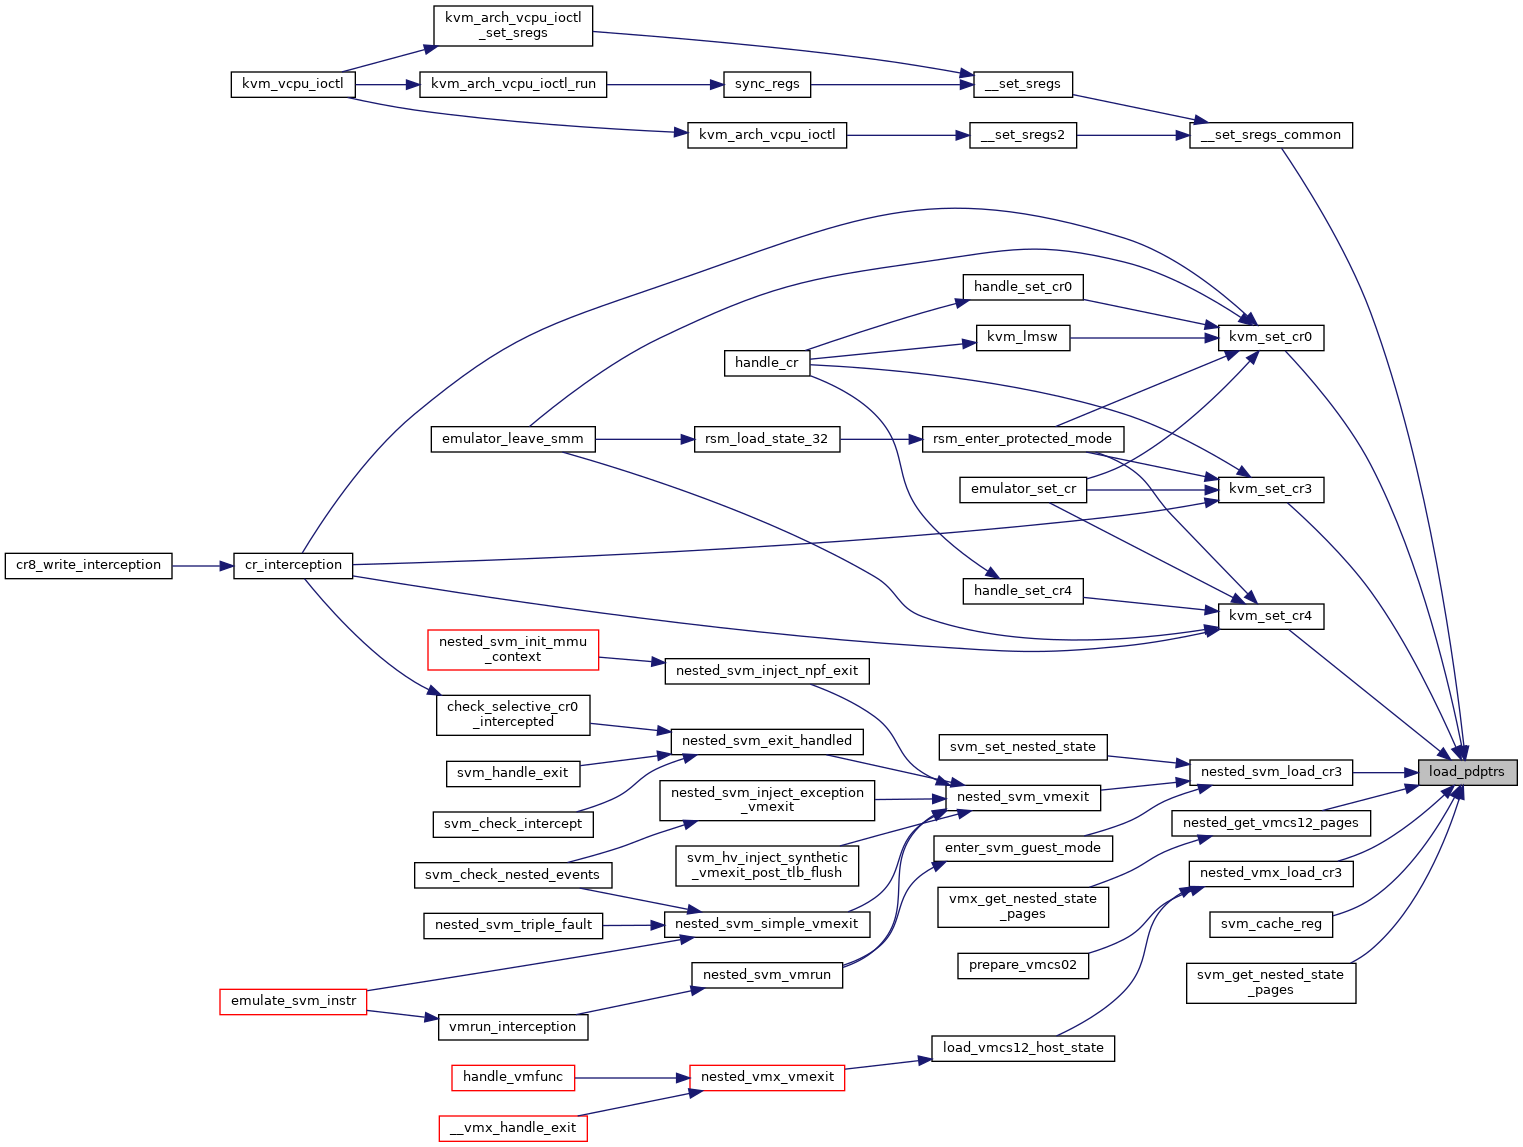 kvm_arch_vcpu_ioctl
_set_sregs
kvm_vcpu_ioctl
kvm_arch_vcpu_ioctl_run
sync_regs
__set_sregs
kvm_arch_vcpu_ioctl
__set_sregs2
__set_sregs_common
handle_set_cr0
kvm_lmsw
kvm_set_cr0
handle_cr
emulator_leave_smm
rsm_load_state_32
rsm_enter_protected_mode
emulator_set_cr
kvm_set_cr3
cr8_write_interception
cr_interception
handle_set_cr4
kvm_set_cr4
nested_svm_init_mmu
_context
nested_svm_inject_npf_exit
check_selective_cr0
_intercepted
nested_svm_exit_handled
svm_set_nested_state
svm_handle_exit
nested_svm_load_cr3
load_pdptrs
nested_svm_inject_exception
_vmexit
nested_svm_vmexit
svm_check_intercept
nested_get_vmcs12_pages
svm_hv_inject_synthetic
_vmexit_post_tlb_flush
enter_svm_guest_mode
svm_check_nested_events
nested_vmx_load_cr3
vmx_get_nested_state
_pages
nested_svm_triple_fault
nested_svm_simple_vmexit
svm_cache_reg
prepare_vmcs02
nested_svm_vmrun
svm_get_nested_state
_pages
emulate_svm_instr
vmrun_interception
load_vmcs12_host_state
handle_vmfunc
nested_vmx_vmexit
__vmx_handle_exit